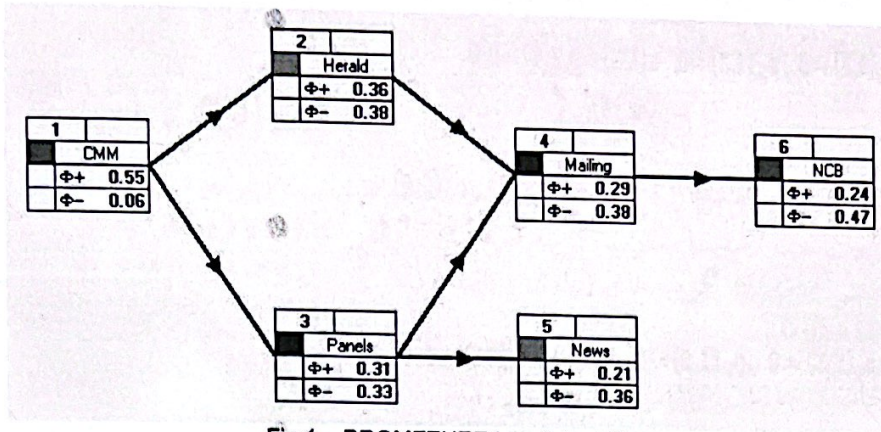 1
CMM
Φ+ 0.55
Φ− 0.06
2
Herald
Φ+ 0.36
Φ− 0.38
3
Panels
Φ+ 0.31
Φ− 0.33
4
Mailing
Φ+ 0.29
Φ− 0.38
5
News
Φ+ 0.21
Φ− 0.36
6
NCB
Φ+ 0.24
Φ− 0.47